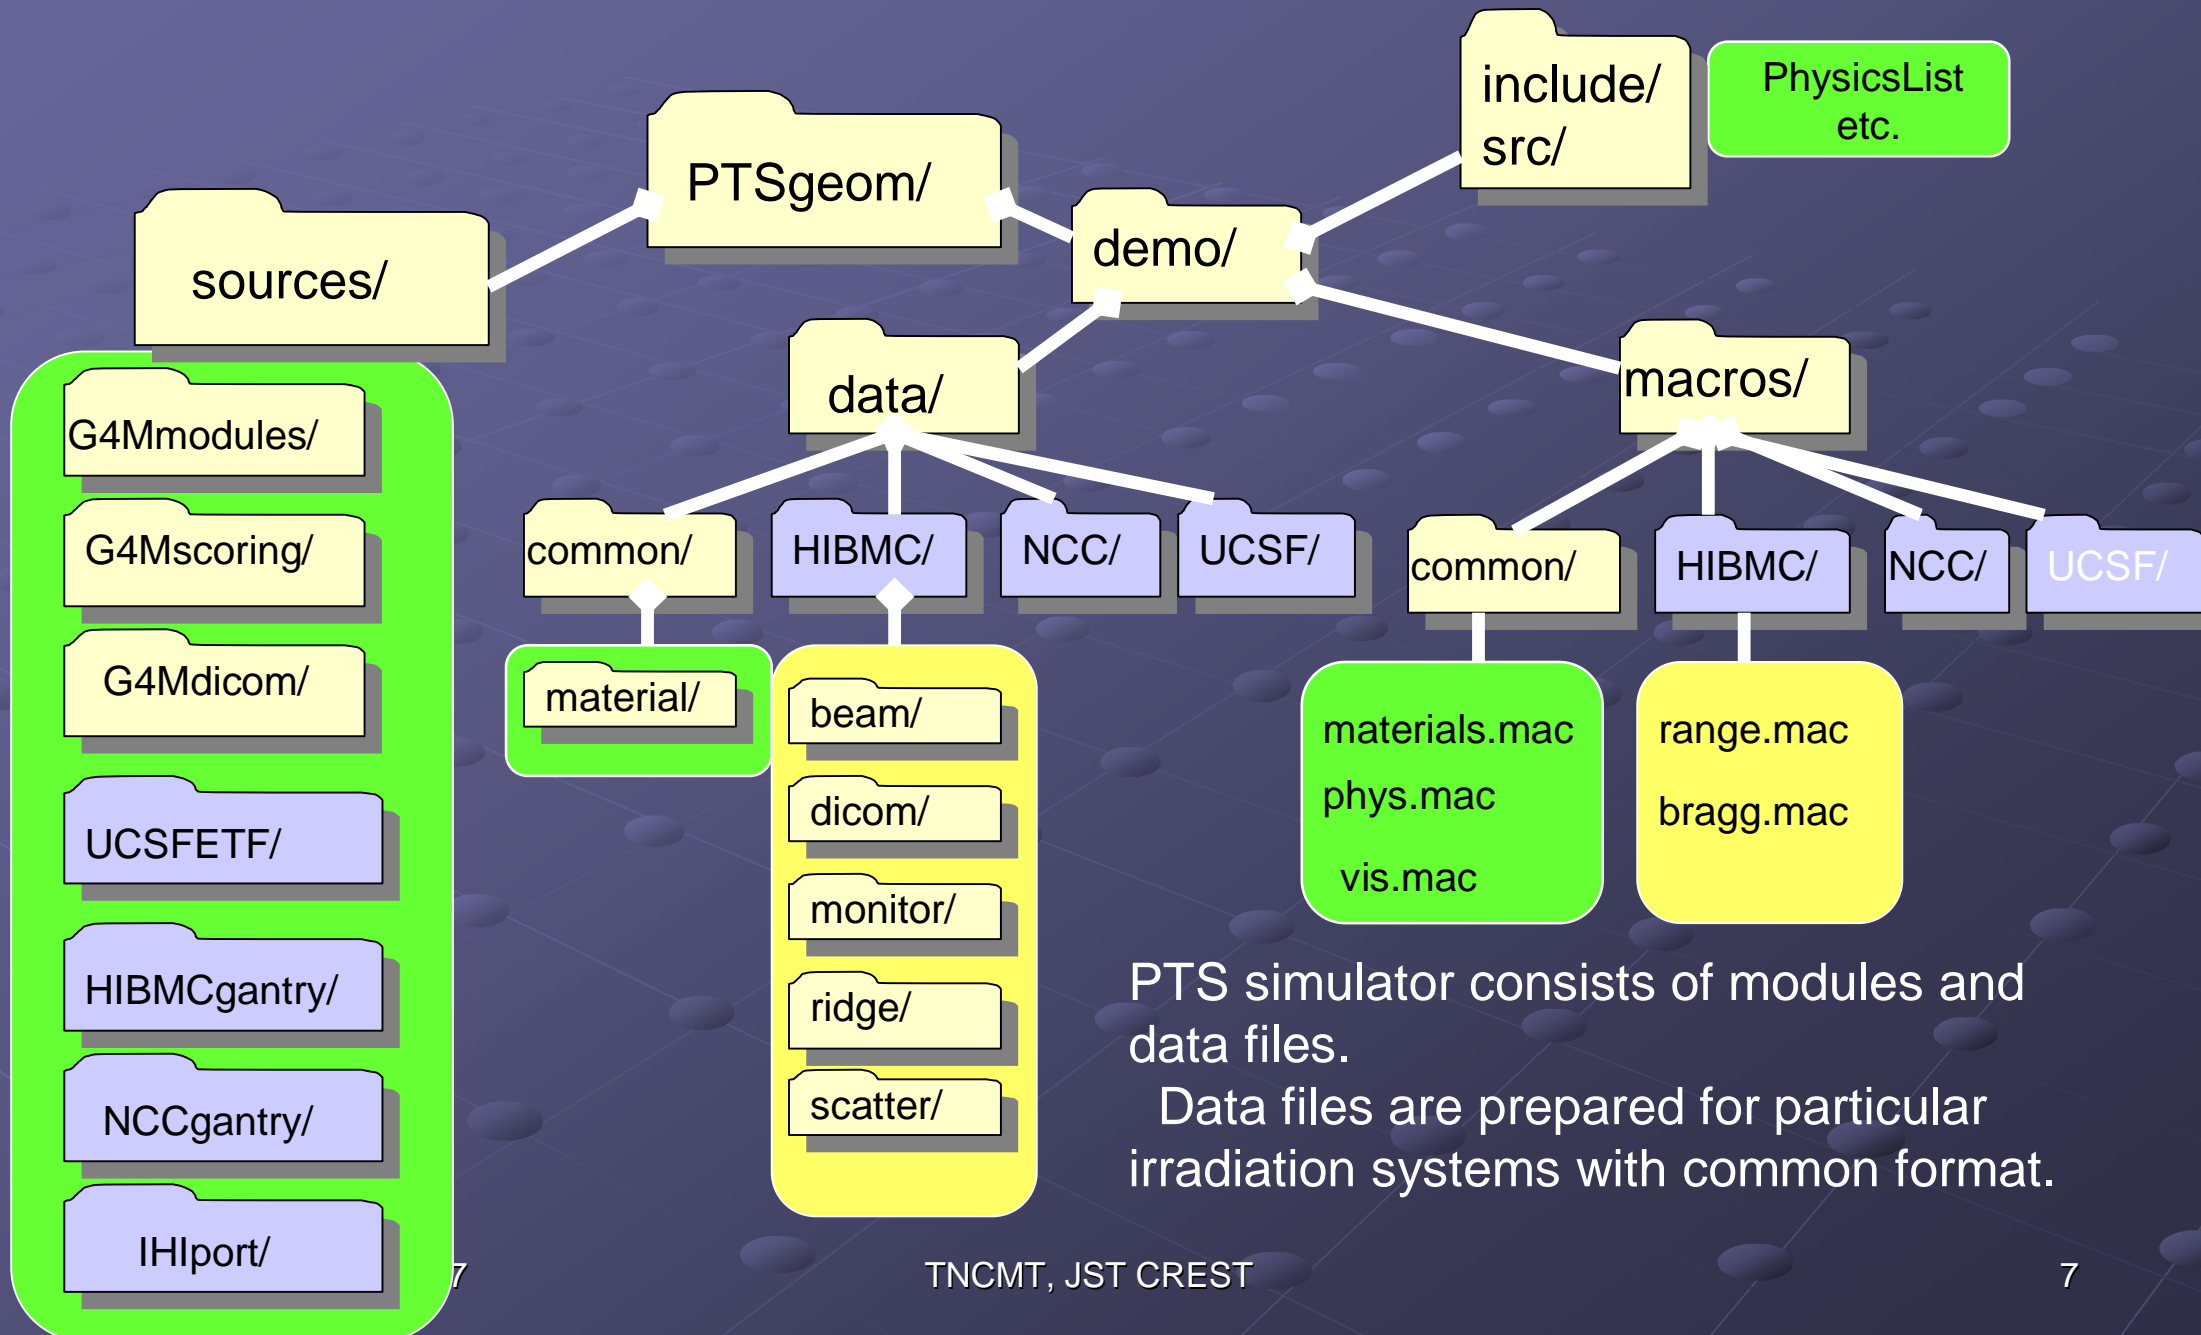 include/
src/
PhysicsList
etc.
PTSgeom/
demo/
sources/
data/
macros/
G4Mmodules/
G4Mscoring/
G4Mdicom/
UCSFETF/
HIBMCgantry/
NCCgantry/
IHIport/
common/
HIBMC/
NCC/
UCSF/
material/
beam/
dicom/
monitor/
ridge/
scatter/
common/
HIBMC/
NCC/
UCSF/
materials.mac
phys.mac
vis.mac
range.mac
bragg.mac
PTS simulator consists of modules and
data files.
Data files are prepared for particular
irradiation systems with common format.
7
TNCMT, JST CREST
7